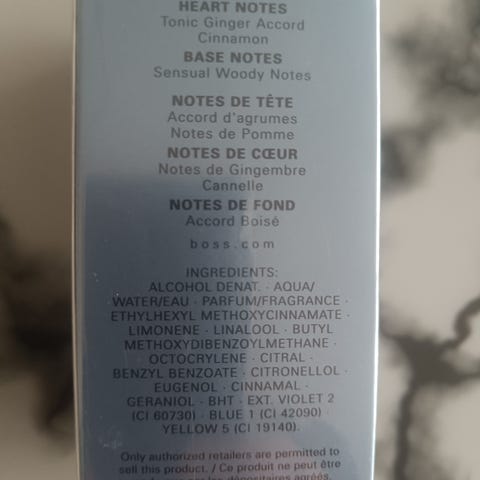 HEART NOTES
Tonic Ginger Accord
Cinnamon
BASE NOTES
Sensual Woody Notes
NOTES DE TÊTE
Accord d'agrumes
Notes de Pomme
NOTES DE CŒUR
Notes de Gingembre
Cannelle
NOTES DE FOND
Accord Boisé
boss.com
INGREDIENTS:
ALCOHOL DENAT. · AQUA/
WATER/EAU · PARFUM/FRAGRANCE ·
ETHYLHEXYL METHOXYCINNAMATE ·
LIMONENE · LINALOOL · BUTYL
METHOXYDIBENZOYLMETHANE ·
OCTOCRYLENE · CITRAL ·
BENZYL BENZOATE · CITRONELLOL ·
EUGENOL · CINNAMAL ·
GERANIOL · BHT · EXT. VIOLET 2
(CI 60730) · BLUE 1 (CI 42090) ·
YELLOW 5 (CI 19140).
Only authorized retailers are permitted to
sell this product. / Ce produit ne peut être
par les dépositaires agréés.